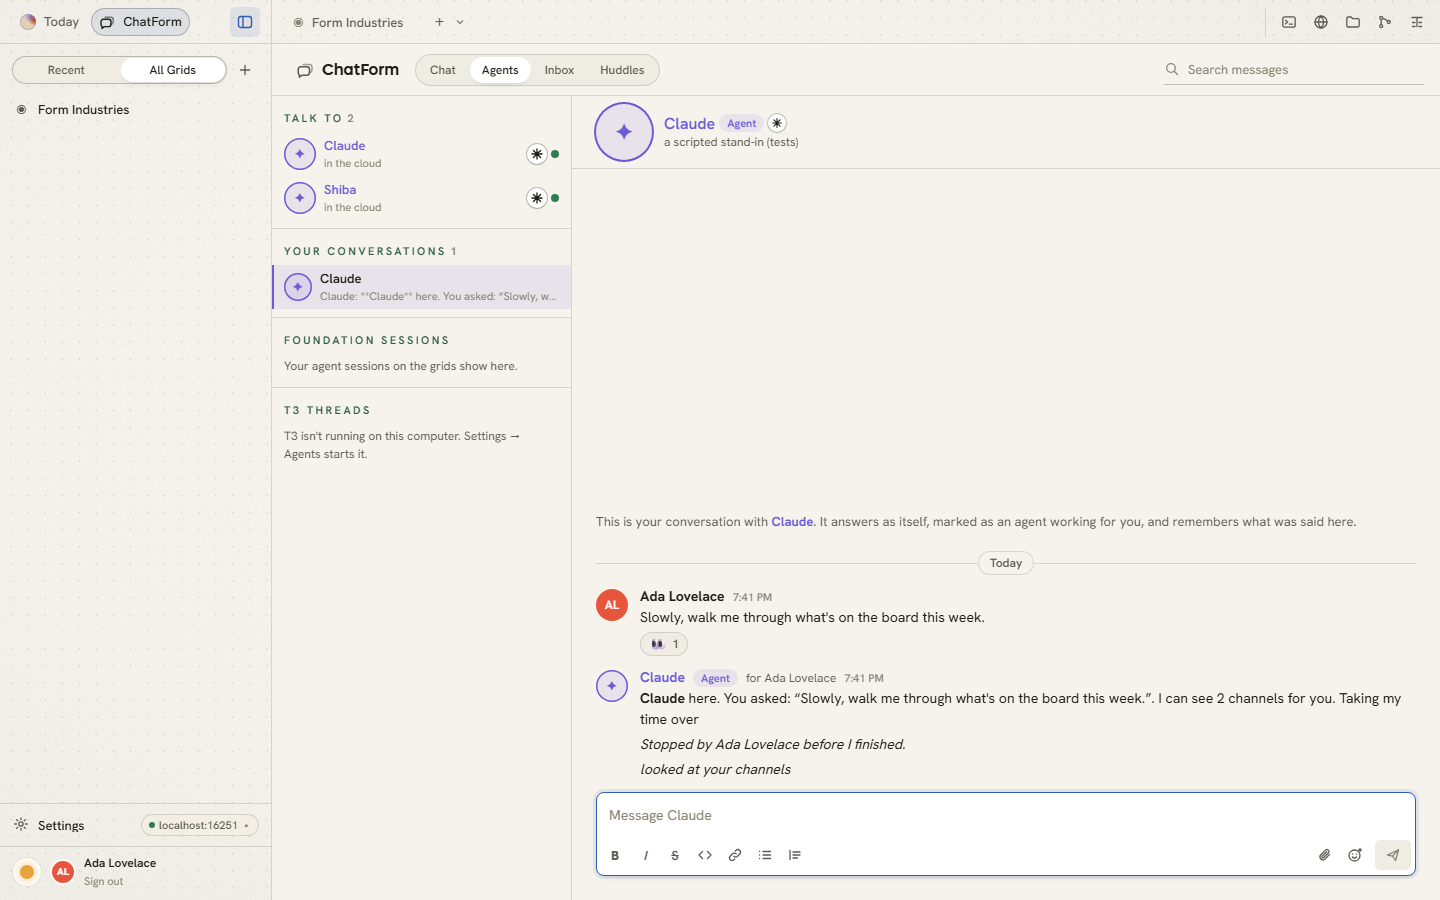 Today
ChatForm
Form Industries
Recent
All Grids
Form Industries
ChatForm
Chat
Agents
Inbox
Huddles
Search messages
TALK TO 2
Claude
in the cloud
Shiba
in the cloud
YOUR CONVERSATIONS 1
Claude
Claude: **Claude** here. You asked: “Slowly, w...
FOUNDATION SESSIONS
Your agent sessions on the grids show here.
T3 THREADS
T3 isn't running on this computer. Settings →
Agents starts it.
Claude Agent
a scripted stand-in (tests)
This is your conversation with Claude. It answers as itself, marked as an agent working for you, and remembers what was said here.
Today
AL
Ada Lovelace 7:41 PM
Slowly, walk me through what's on the board this week.
1
Claude Agent for Ada Lovelace 7:41 PM
Claude here. You asked: “Slowly, walk me through what's on the board this week.”. I can see 2 channels for you. Taking my
time over
Stopped by Ada Lovelace before I finished.
looked at your channels
Message Claude
B I S
Settings
localhost:16251
AL
Ada Lovelace
Sign out